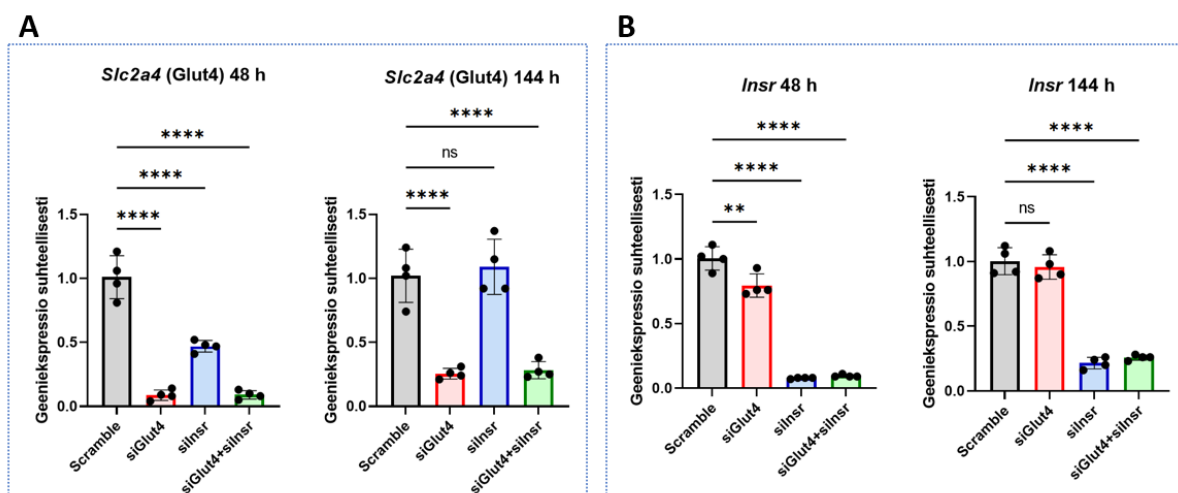 A
Slc2a4 (Glut4) 48 h
****
****
****
Geeniekspressio suhteellisesti
1.5
1.0
0.5
0.0
Scramble
siGlut4
siInsr
siGlut4+siInsr
Slc2a4 (Glut4) 144 h
****
ns
****
Geeniekspressio suhteellisesti
1.5
1.0
0.5
0.0
Scramble
siGlut4
siInsr
siGlut4+siInsr
B
Insr 48 h
****
****
**
Geeniekspressio suhteellisesti
1.5
1.0
0.5
0.0
Scramble
siGlut4
siInsr
siGlut4+siInsr
Insr 144 h
****
****
ns
Geeniekspressio suhteellisesti
1.5
1.0
0.5
0.0
Scramble
siGlut4
siInsr
siGlut4+siInsr